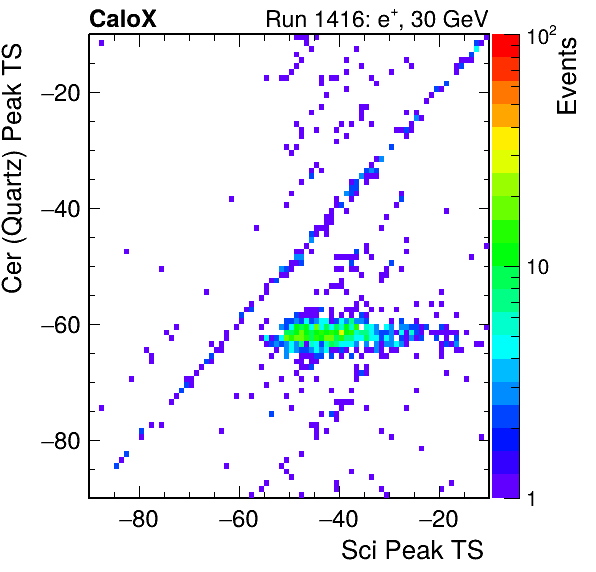 CaloX Run 1416: e⁺, 30 GeV
Cer (Quartz) Peak TS
−20
−40
−60
−80
−80 −60 −40 −20
Sci Peak TS
10²
10
1
Events